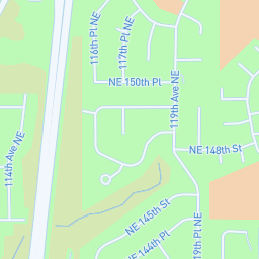 116th Pl NE
117th Pl NE
NE 150th Pl
119th Ave NE
114th Ave NE
NE 148th St
NE 145th St
NE 144th Pl
19th Pl NE